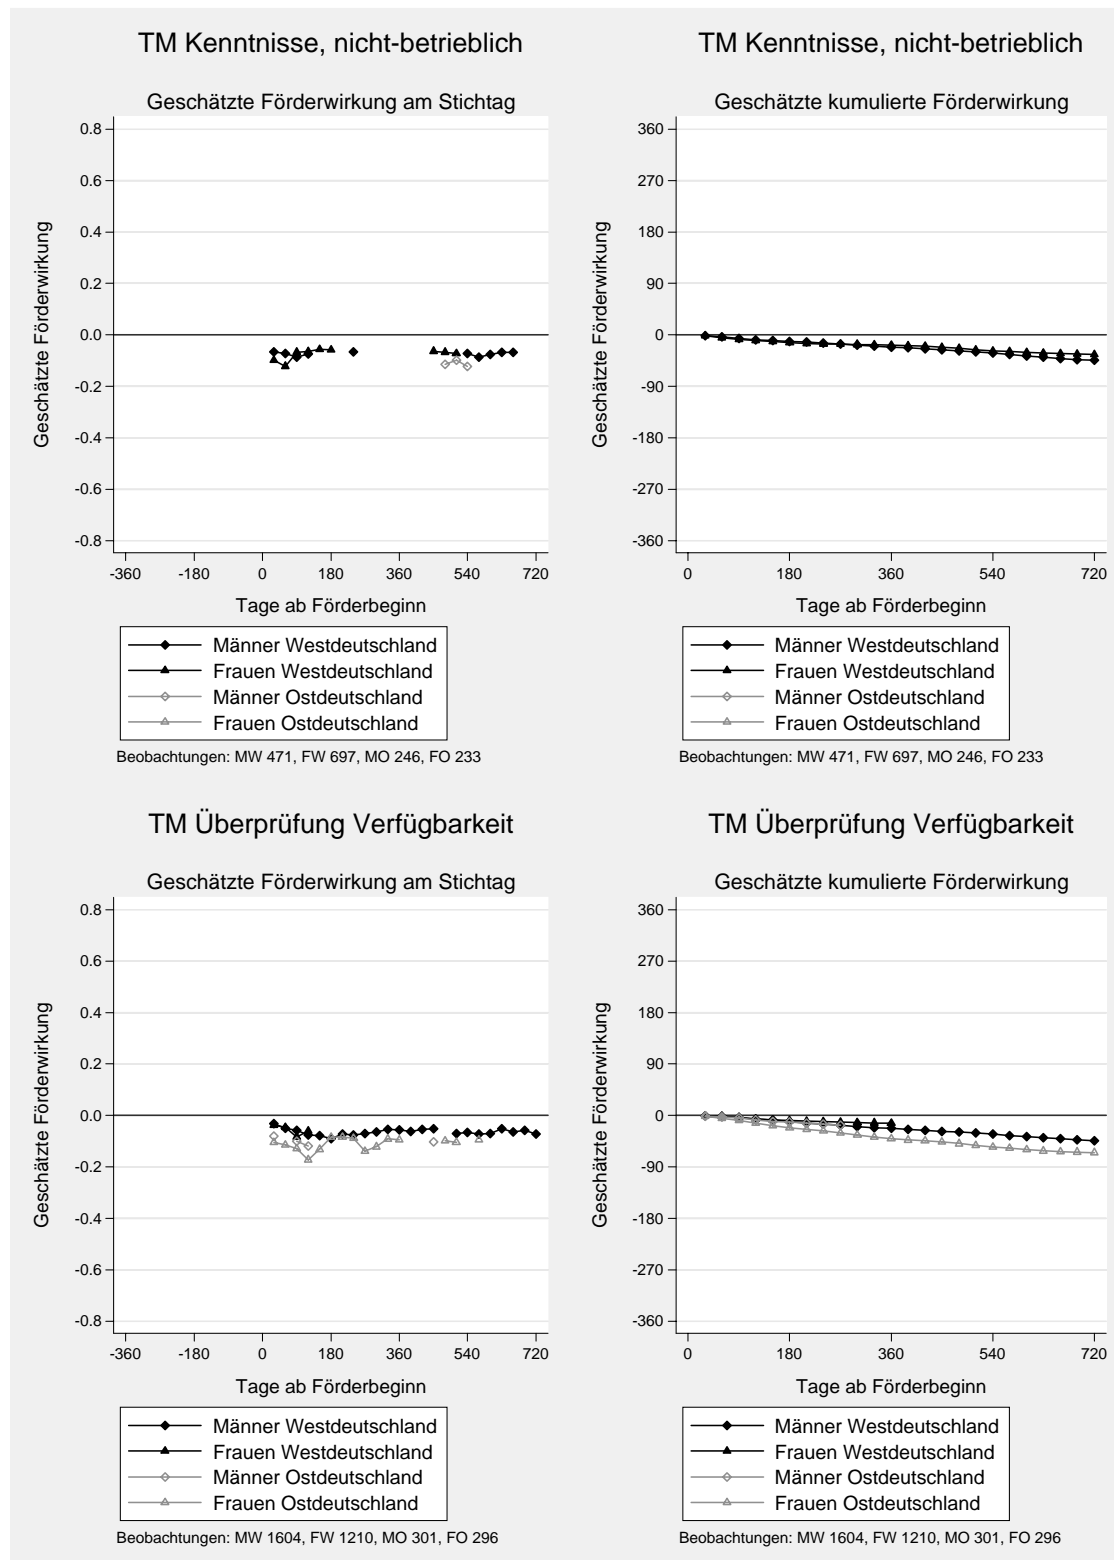 TM Kenntnisse, nicht-betrieblich
Geschätzte Förderwirkung am Stichtag
Geschätzte Förderwirkung
0.8
0.6
0.4
0.2
0.0
-0.2
-0.4
-0.6
-0.8
-360 -180 0 180 360 540 720
Tage ab Förderbeginn
Männer Westdeutschland
Frauen Westdeutschland
Männer Ostdeutschland
Frauen Ostdeutschland
Beobachtungen: MW 471, FW 697, MO 246, FO 233
TM Kenntnisse, nicht-betrieblich
Geschätzte kumulierte Förderwirkung
Geschätzte Förderwirkung
360
270
180
90
0
-90
-180
-270
-360
0 180 360 540 720
Tage ab Förderbeginn
Männer Westdeutschland
Frauen Westdeutschland
Männer Ostdeutschland
Frauen Ostdeutschland
Beobachtungen: MW 471, FW 697, MO 246, FO 233
TM Überprüfung Verfügbarkeit
Geschätzte Förderwirkung am Stichtag
Geschätzte Förderwirkung
0.8
0.6
0.4
0.2
0.0
-0.2
-0.4
-0.6
-0.8
-360 -180 0 180 360 540 720
Tage ab Förderbeginn
Männer Westdeutschland
Frauen Westdeutschland
Männer Ostdeutschland
Frauen Ostdeutschland
Beobachtungen: MW 1604, FW 1210, MO 301, FO 296
TM Überprüfung Verfügbarkeit
Geschätzte kumulierte Förderwirkung
Geschätzte Förderwirkung
360
270
180
90
0
-90
-180
-270
-360
0 180 360 540 720
Tage ab Förderbeginn
Männer Westdeutschland
Frauen Westdeutschland
Männer Ostdeutschland
Frauen Ostdeutschland
Beobachtungen: MW 1604, FW 1210, MO 301, FO 296